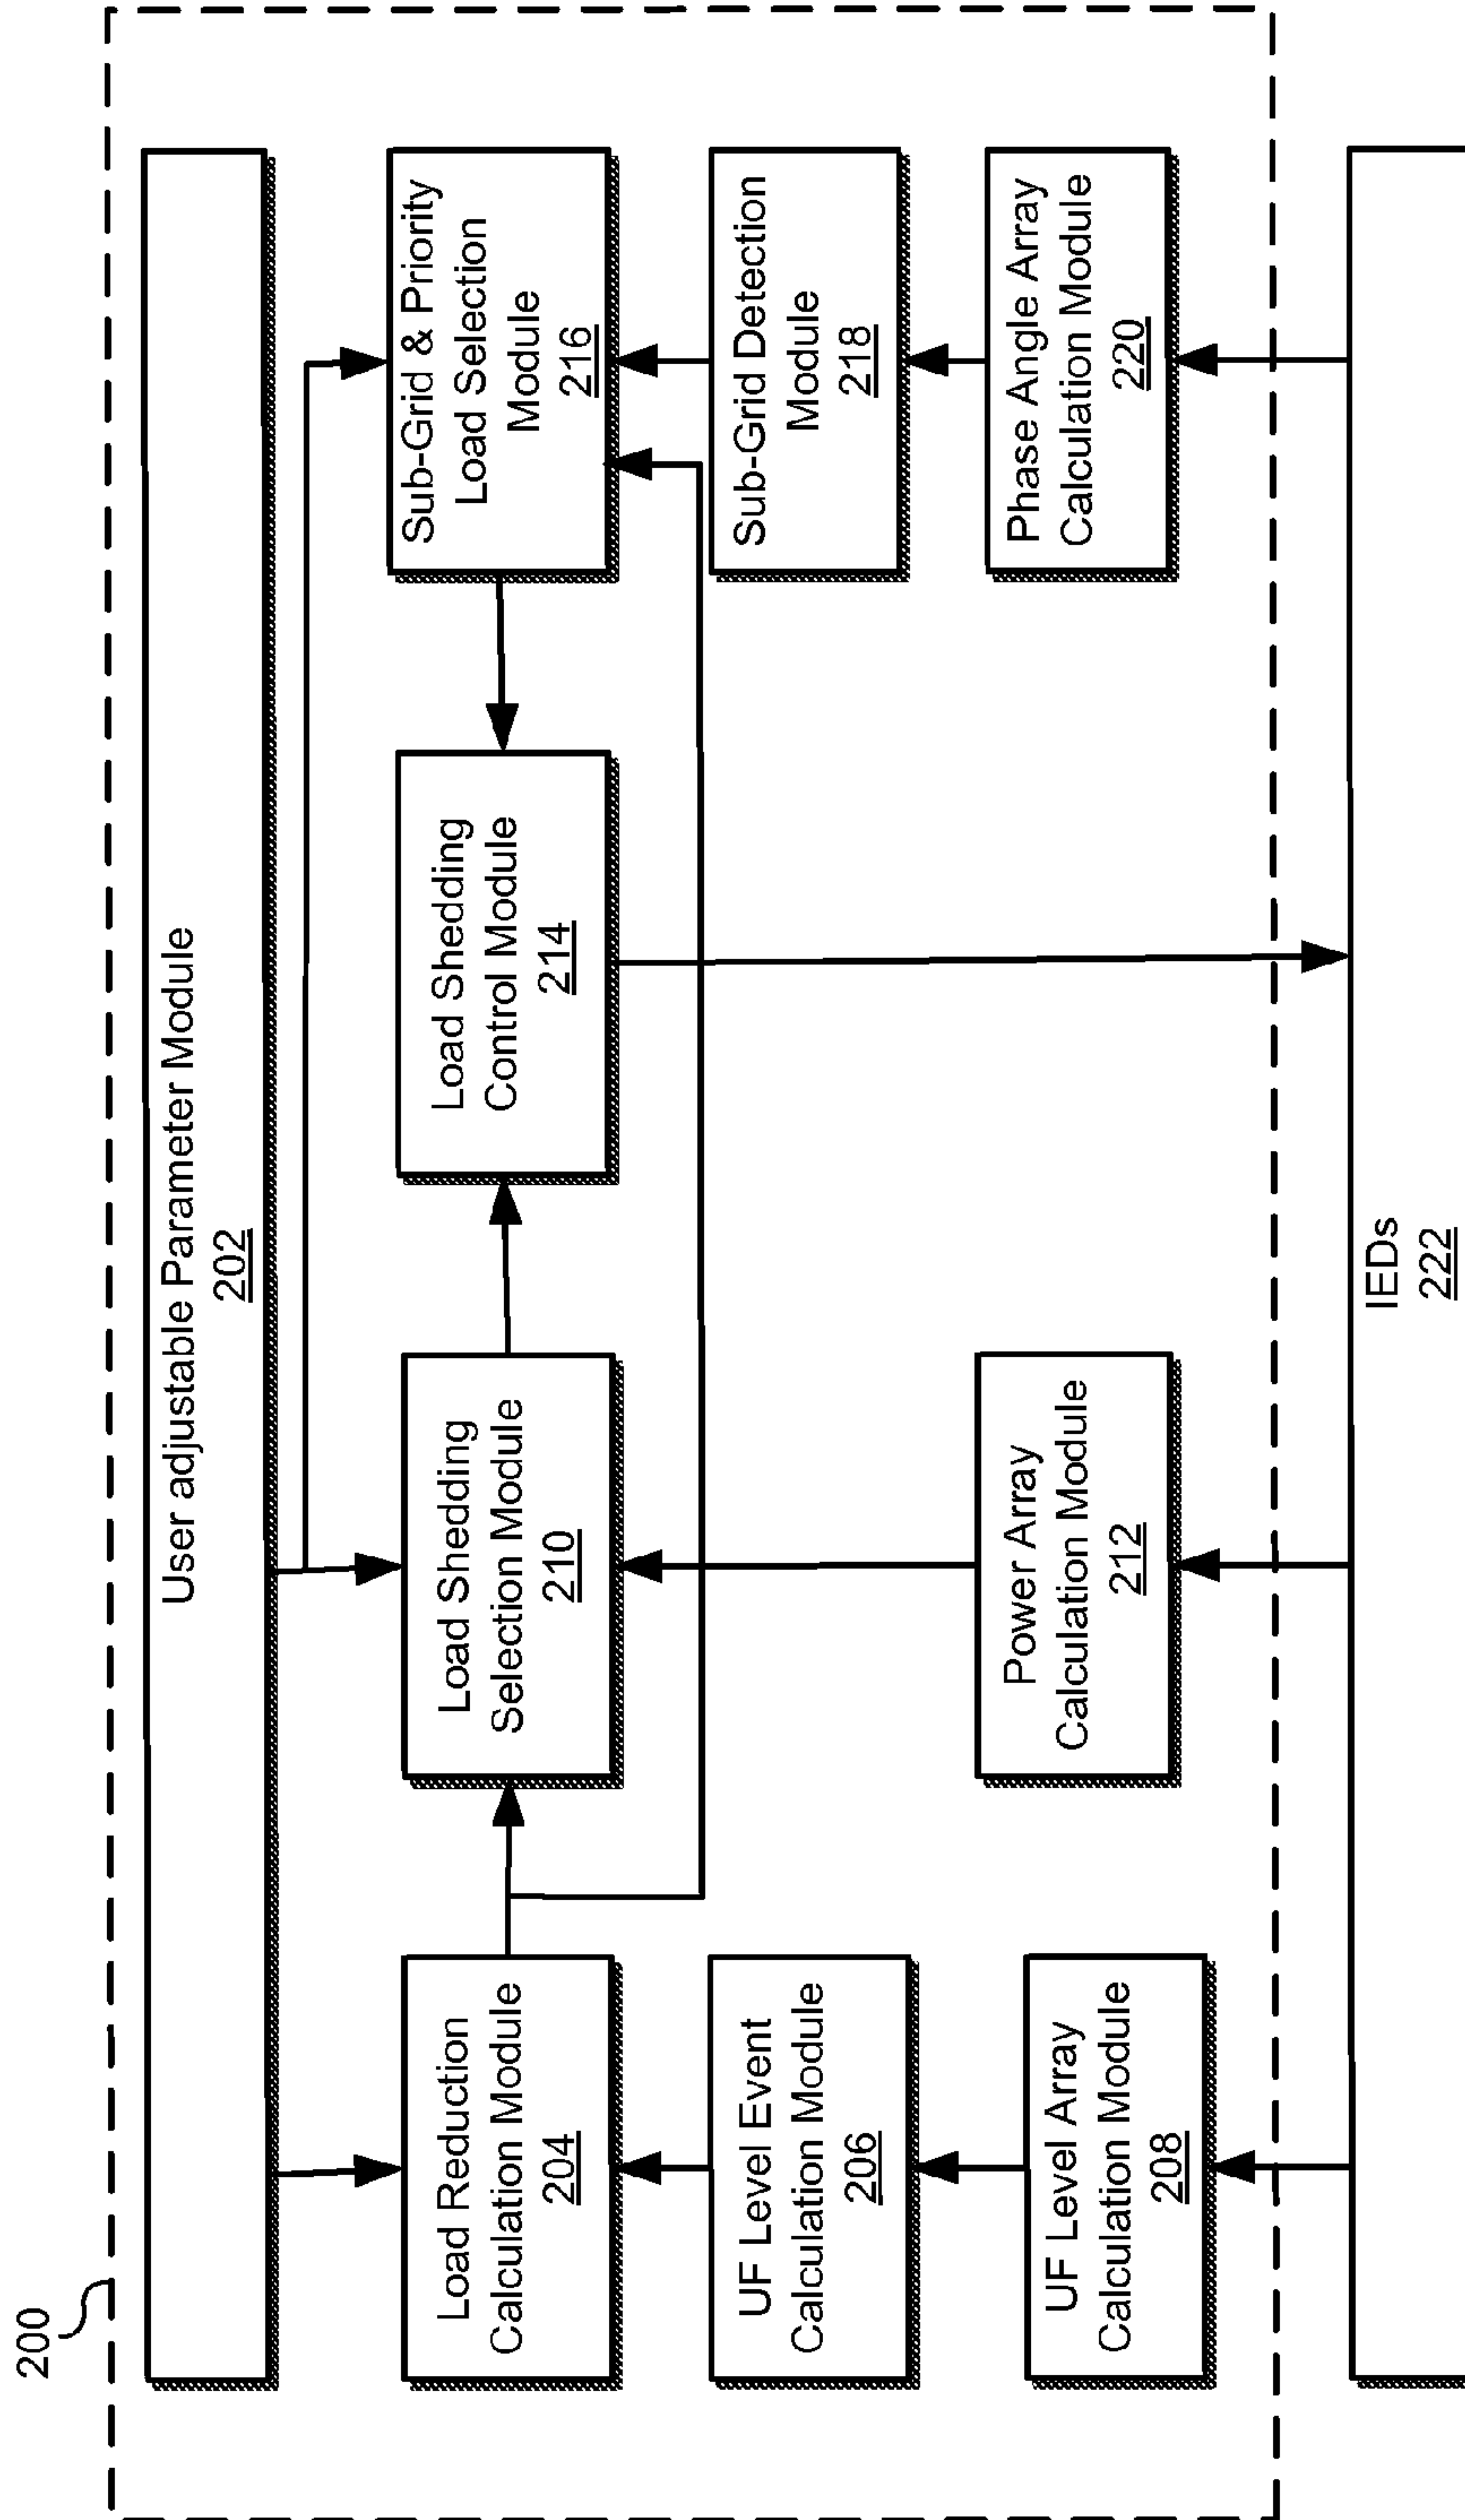 200
User adjustable Parameter Module
202
Load Reduction
Calculation Module
204
Load Shedding
Selection Module
210
Load Shedding
Control Module
214
Sub-Grid & Priority
Load Selection
Module
216
UF Level Event
Calculation Module
206
Sub-Grid Detection
Module
218
UF Level Array
Calculation Module
208
Power Array
Calculation Module
212
Phase Angle Array
Calculation Module
220
IEDs
222